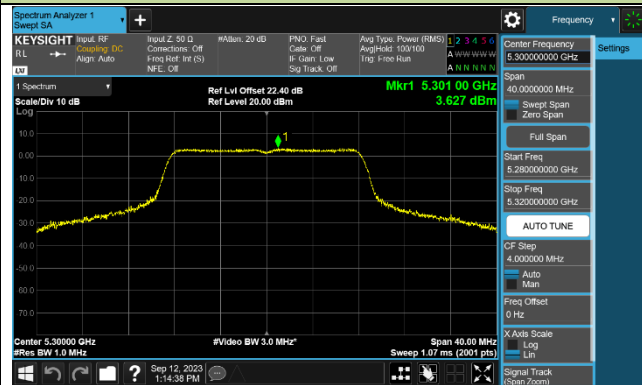 Spectrum Analyzer 1
Swept SA
Frequency
KEYSIGHT
RL
Input: RF
Coupling: DC
Align: Auto
Input Z: 50 Ω
Corrections: Off
Freq Ref: Int (S)
NFE: Off
#Atten: 20 dB
PNO: Fast
Gate: Off
IF Gain: Low
Sig Track: Off
Avg Type: Power (RMS)
Avg|Hold: 100/100
Trig: Free Run
1 2 3 4 5 6
A W W W W W
A N N N N N
LXI
1 Spectrum
Scale/Div 10 dB
Log
Ref Lvl Offset 22.40 dB
Ref Level 20.00 dBm
Mkr1 5.301 00 GHz
3.627 dBm
1
10.0
0.00
-10.0
-20.0
-30.0
-40.0
-50.0
-60.0
-70.0
Center 5.30000 GHz
#Res BW 1.0 MHz
#Video BW 3.0 MHz*
Span 40.00 MHz
Sweep 1.07 ms (2001 pts)
Center Frequency
5.300000000 GHz
Span
40.0000000 MHz
Swept Span
Zero Span
Full Span
Start Freq
5.280000000 GHz
Stop Freq
5.320000000 GHz
AUTO TUNE
CF Step
4.000000 MHz
Auto
Man
Freq Offset
0 Hz
X Axis Scale
Log
Lin
Signal Track
(Span Zoom)
Settings
Sep 12, 2023
1:14:38 PM